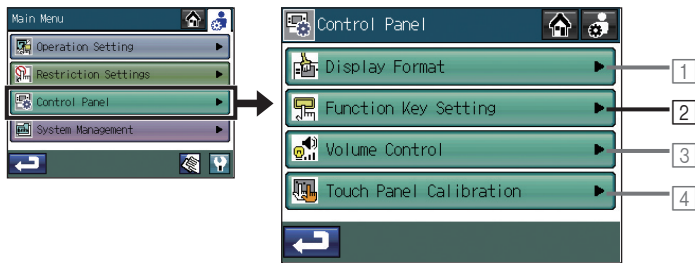 Main Menu
Operation Setting
Restriction Settings
Control Panel
System Management
Control Panel
Display Format
Function Key Setting
Volume Control
Touch Panel Calibration
1
2
3
4